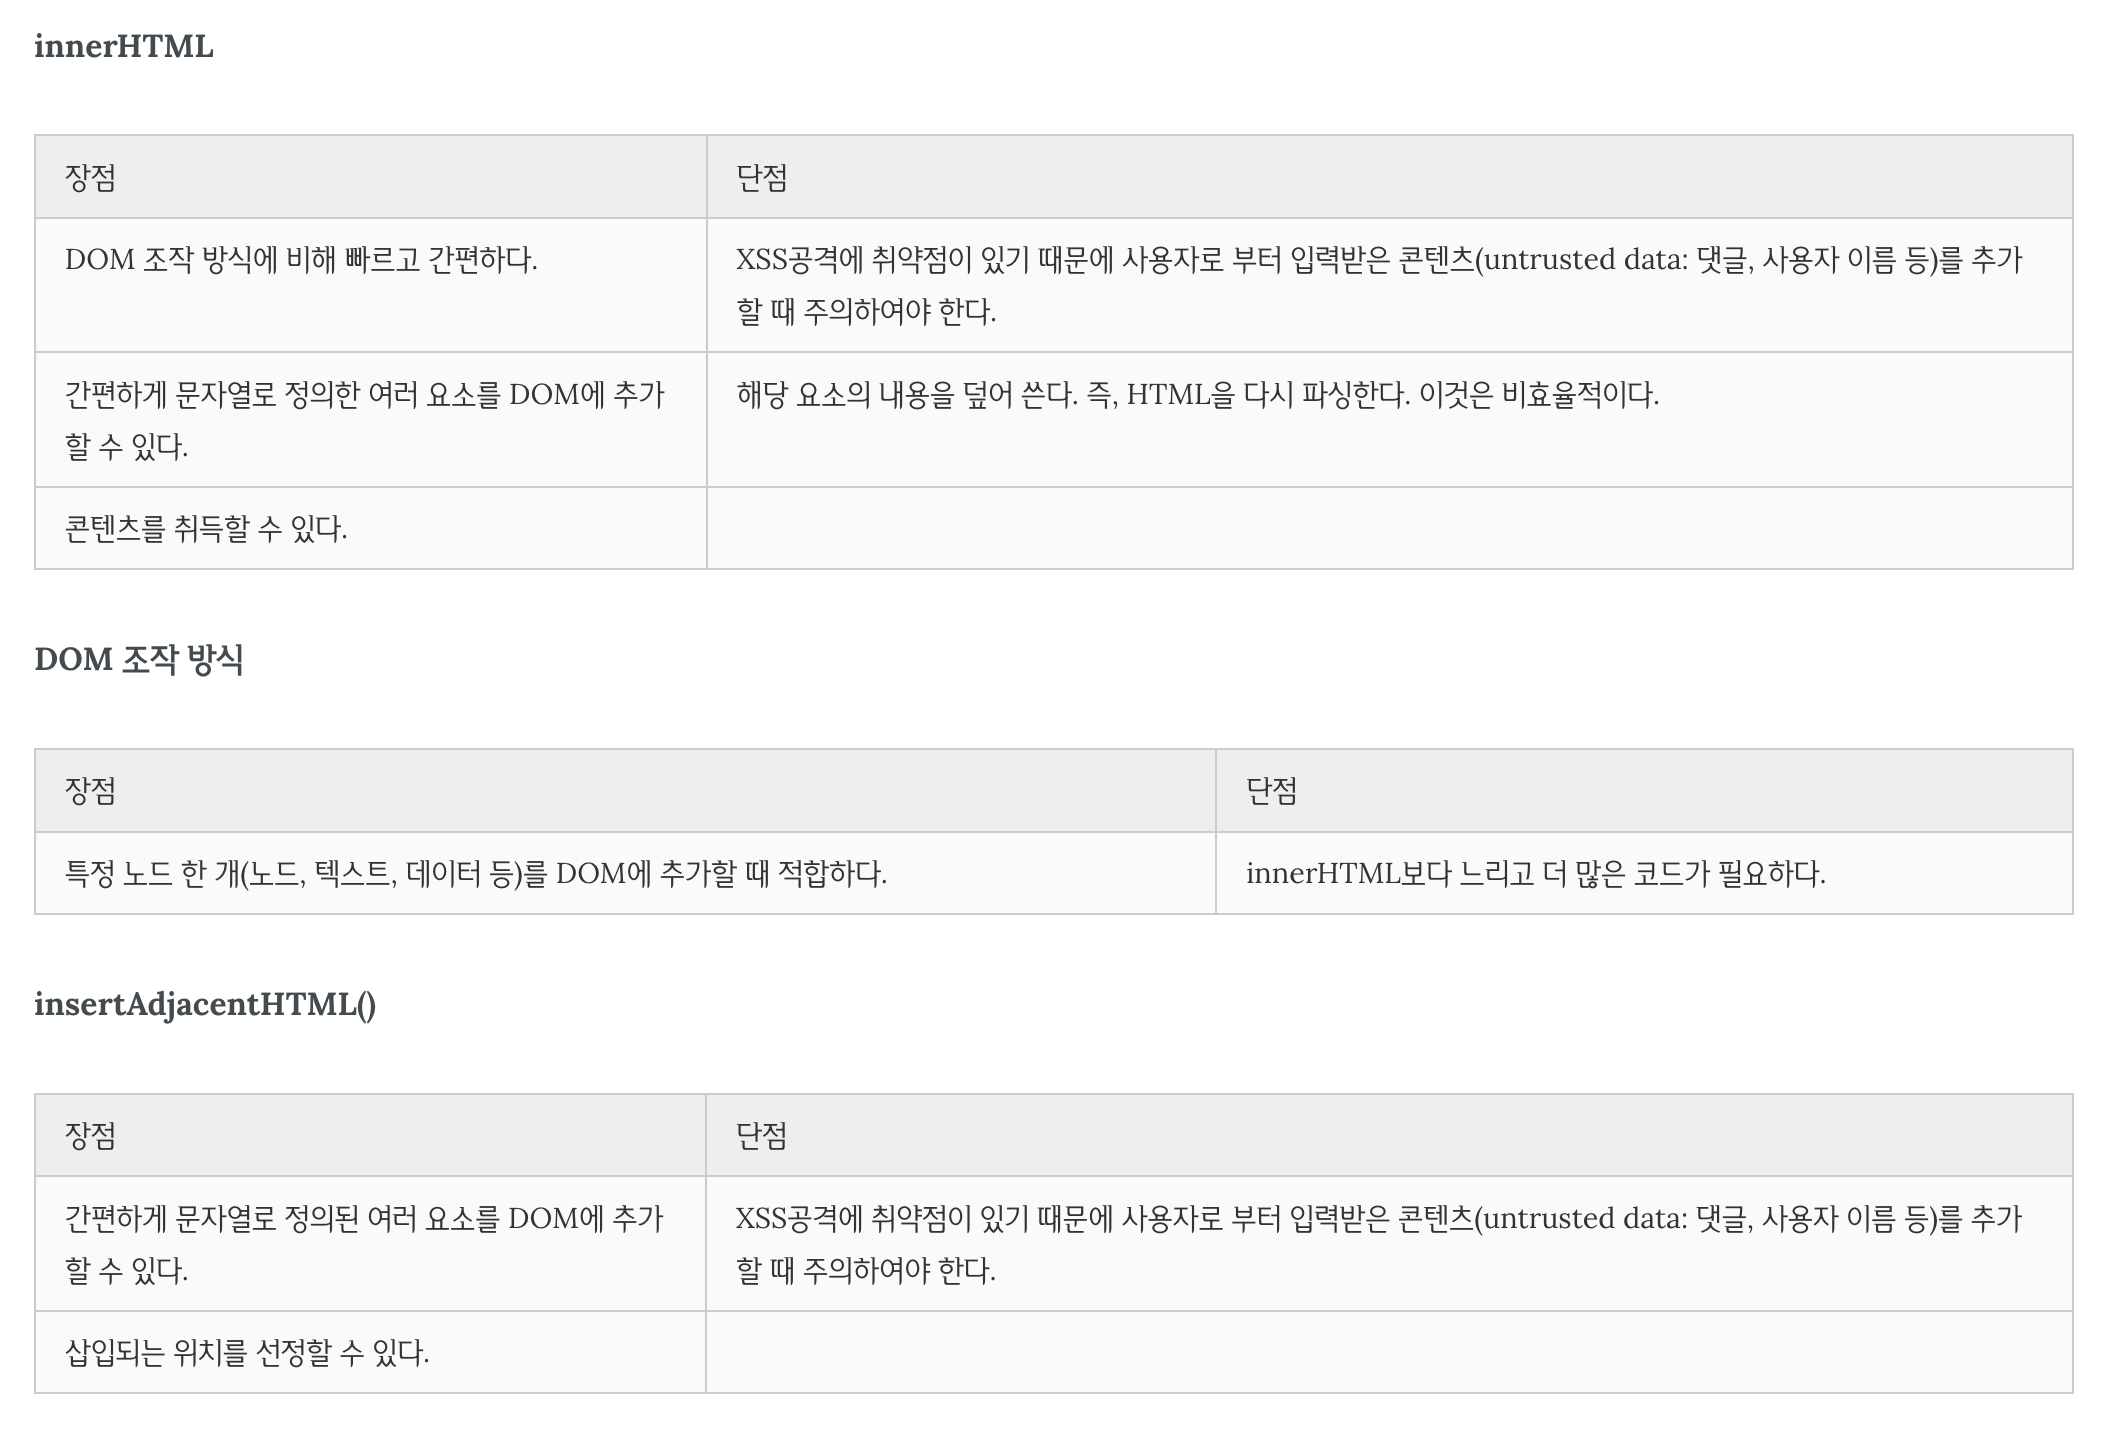 innerHTML
장점
단점
DOM 조작 방식에 비해 빠르고 간편하다.
XSS공격에 취약점이 있기 때문에 사용자로 부터 입력받은 콘텐츠(untrusted data: 댓글, 사용자 이름 등)를 추가
할 때 주의하여야 한다.
간편하게 문자열로 정의한 여러 요소를 DOM에 추가
할 수 있다.
해당 요소의 내용을 덮어 쓴다. 즉, HTML을 다시 파싱한다. 이것은 비효율적이다.
콘텐츠를 취득할 수 있다.
DOM 조작 방식
장점
단점
특정 노드 한 개(노드, 텍스트, 데이터 등)를 DOM에 추가할 때 적합하다.
innerHTML보다 느리고 더 많은 코드가 필요하다.
insertAdjacentHTML()
장점
단점
간편하게 문자열로 정의된 여러 요소를 DOM에 추가
할 수 있다.
XSS공격에 취약점이 있기 때문에 사용자로 부터 입력받은 콘텐츠(untrusted data: 댓글, 사용자 이름 등)를 추가
할 때 주의하여야 한다.
삽입되는 위치를 선정할 수 있다.